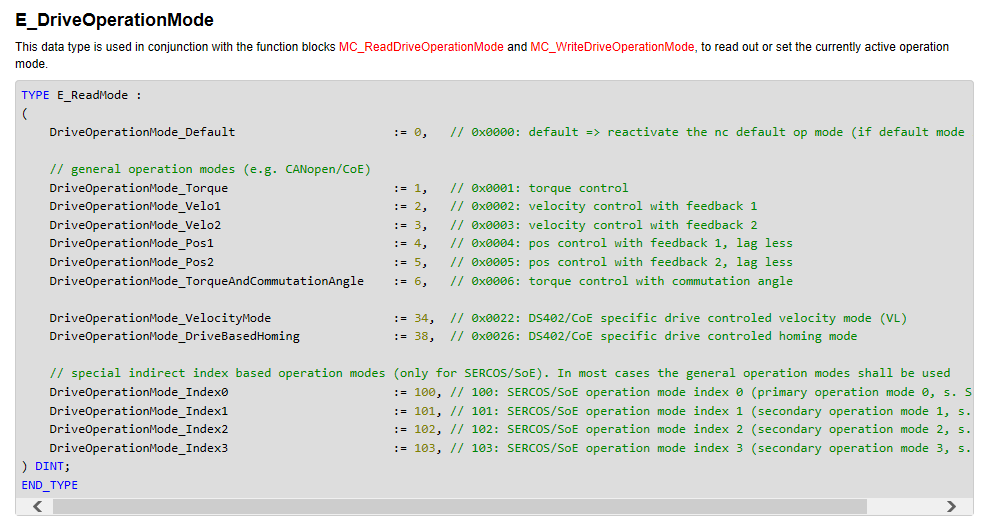 E_DriveOperationMode
This data type is used in conjunction with the function blocks MC_ReadDriveOperationMode and MC_WriteDriveOperationMode, to read out or set the currently active operation
mode.
TYPE E_ReadMode :
(
DriveOperationMode_Default := 0, // 0x0000: default => reactivate the nc default op mode (if default mode
// general operation modes (e.g. CANopen/CoE)
DriveOperationMode_Torque := 1, // 0x0001: torque control
DriveOperationMode_Velo1 := 2, // 0x0002: velocity control with feedback 1
DriveOperationMode_Velo2 := 3, // 0x0003: velocity control with feedback 2
DriveOperationMode_Pos1 := 4, // 0x0004: pos control with feedback 1, lag less
DriveOperationMode_Pos2 := 5, // 0x0005: pos control with feedback 2, lag less
DriveOperationMode_TorqueAndCommutationAngle := 6, // 0x0006: torque control with commutation angle
DriveOperationMode_VelocityMode := 34, // 0x0022: DS402/CoE specific drive controled velocity mode (VL)
DriveOperationMode_DriveBasedHoming := 38, // 0x0026: DS402/CoE specific drive controled homing mode
// special indirect index based operation modes (only for SERCOS/SoE). In most cases the general operation modes shall be used
DriveOperationMode_Index0 := 100, // 100: SERCOS/SoE operation mode index 0 (primary operation mode 0, s. S
DriveOperationMode_Index1 := 101, // 101: SERCOS/SoE operation mode index 1 (secondary operation mode 1, s.
DriveOperationMode_Index2 := 102, // 102: SERCOS/SoE operation mode index 2 (secondary operation mode 2, s.
DriveOperationMode_Index3 := 103, // 103: SERCOS/SoE operation mode index 3 (secondary operation mode 3, s.
) DINT;
END_TYPE